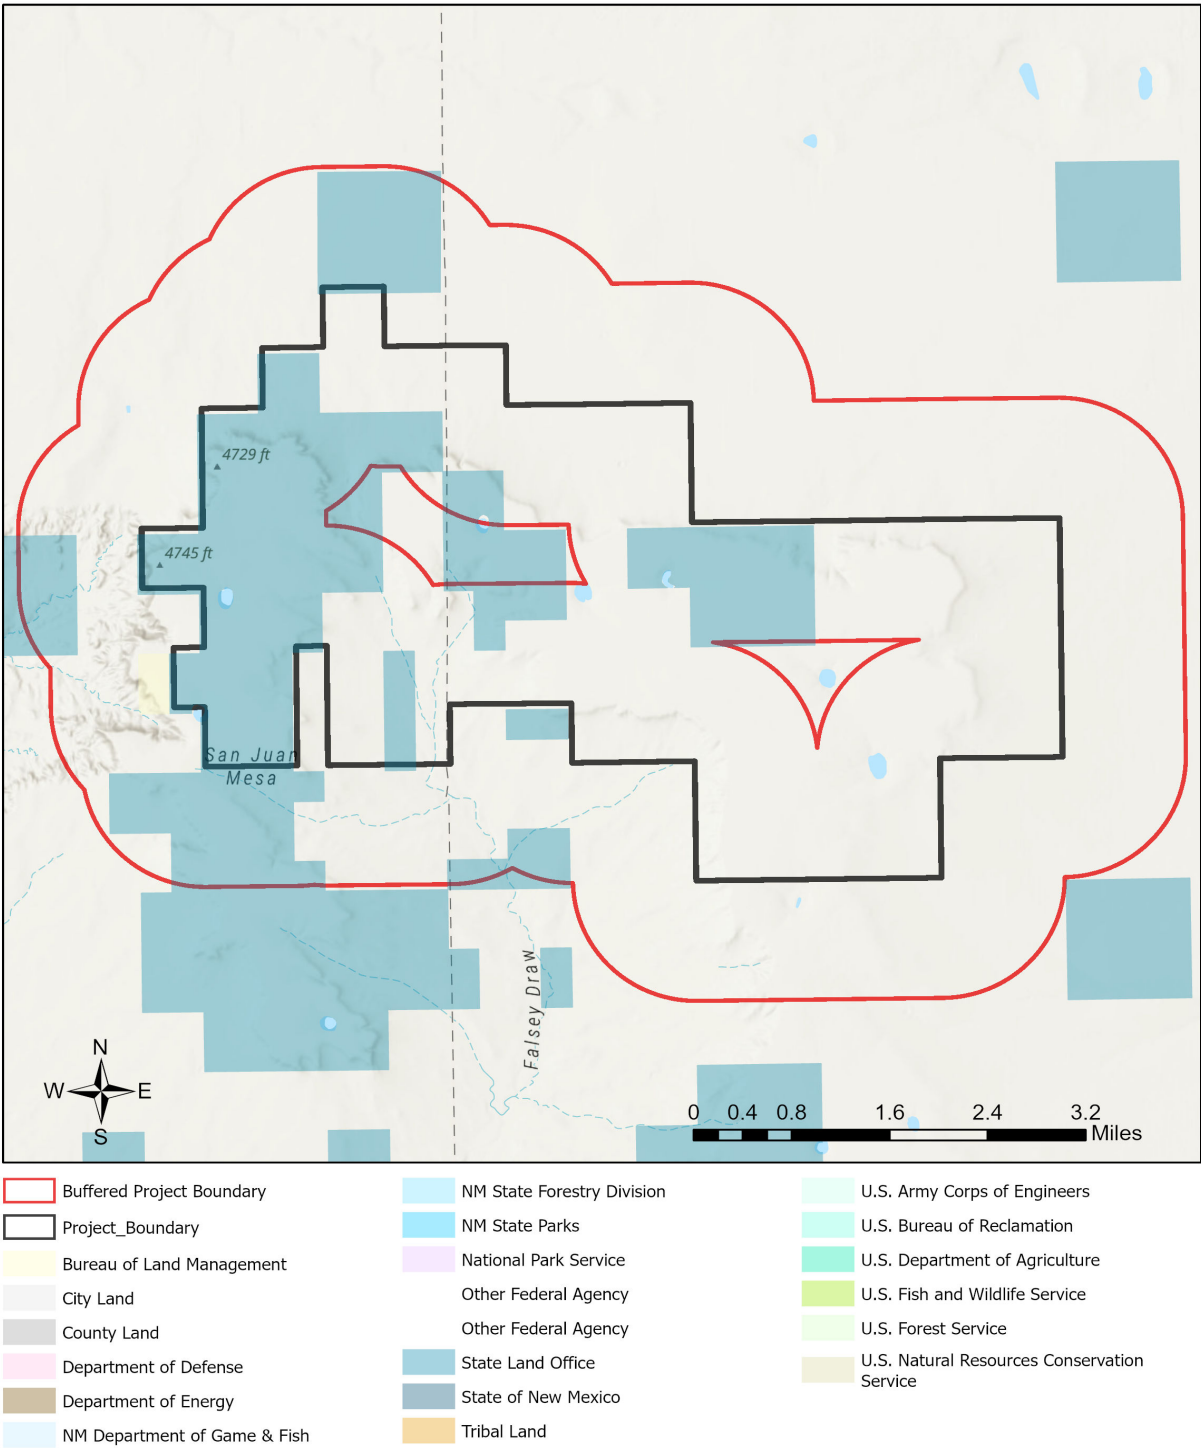 4729 ft
4745 ft
San Juan
Mesa
Falsey Draw
N
W
E
S
0 0.4 0.8 1.6 2.4 3.2
Miles
Buffered Project Boundary
Project_Boundary
Bureau of Land Management
City Land
County Land
Department of Defense
Department of Energy
NM Department of Game & Fish
NM State Forestry Division
NM State Parks
National Park Service
Other Federal Agency
Other Federal Agency
State Land Office
State of New Mexico
Tribal Land
U.S. Army Corps of Engineers
U.S. Bureau of Reclamation
U.S. Department of Agriculture
U.S. Fish and Wildlife Service
U.S. Forest Service
U.S. Natural Resources Conservation
Service